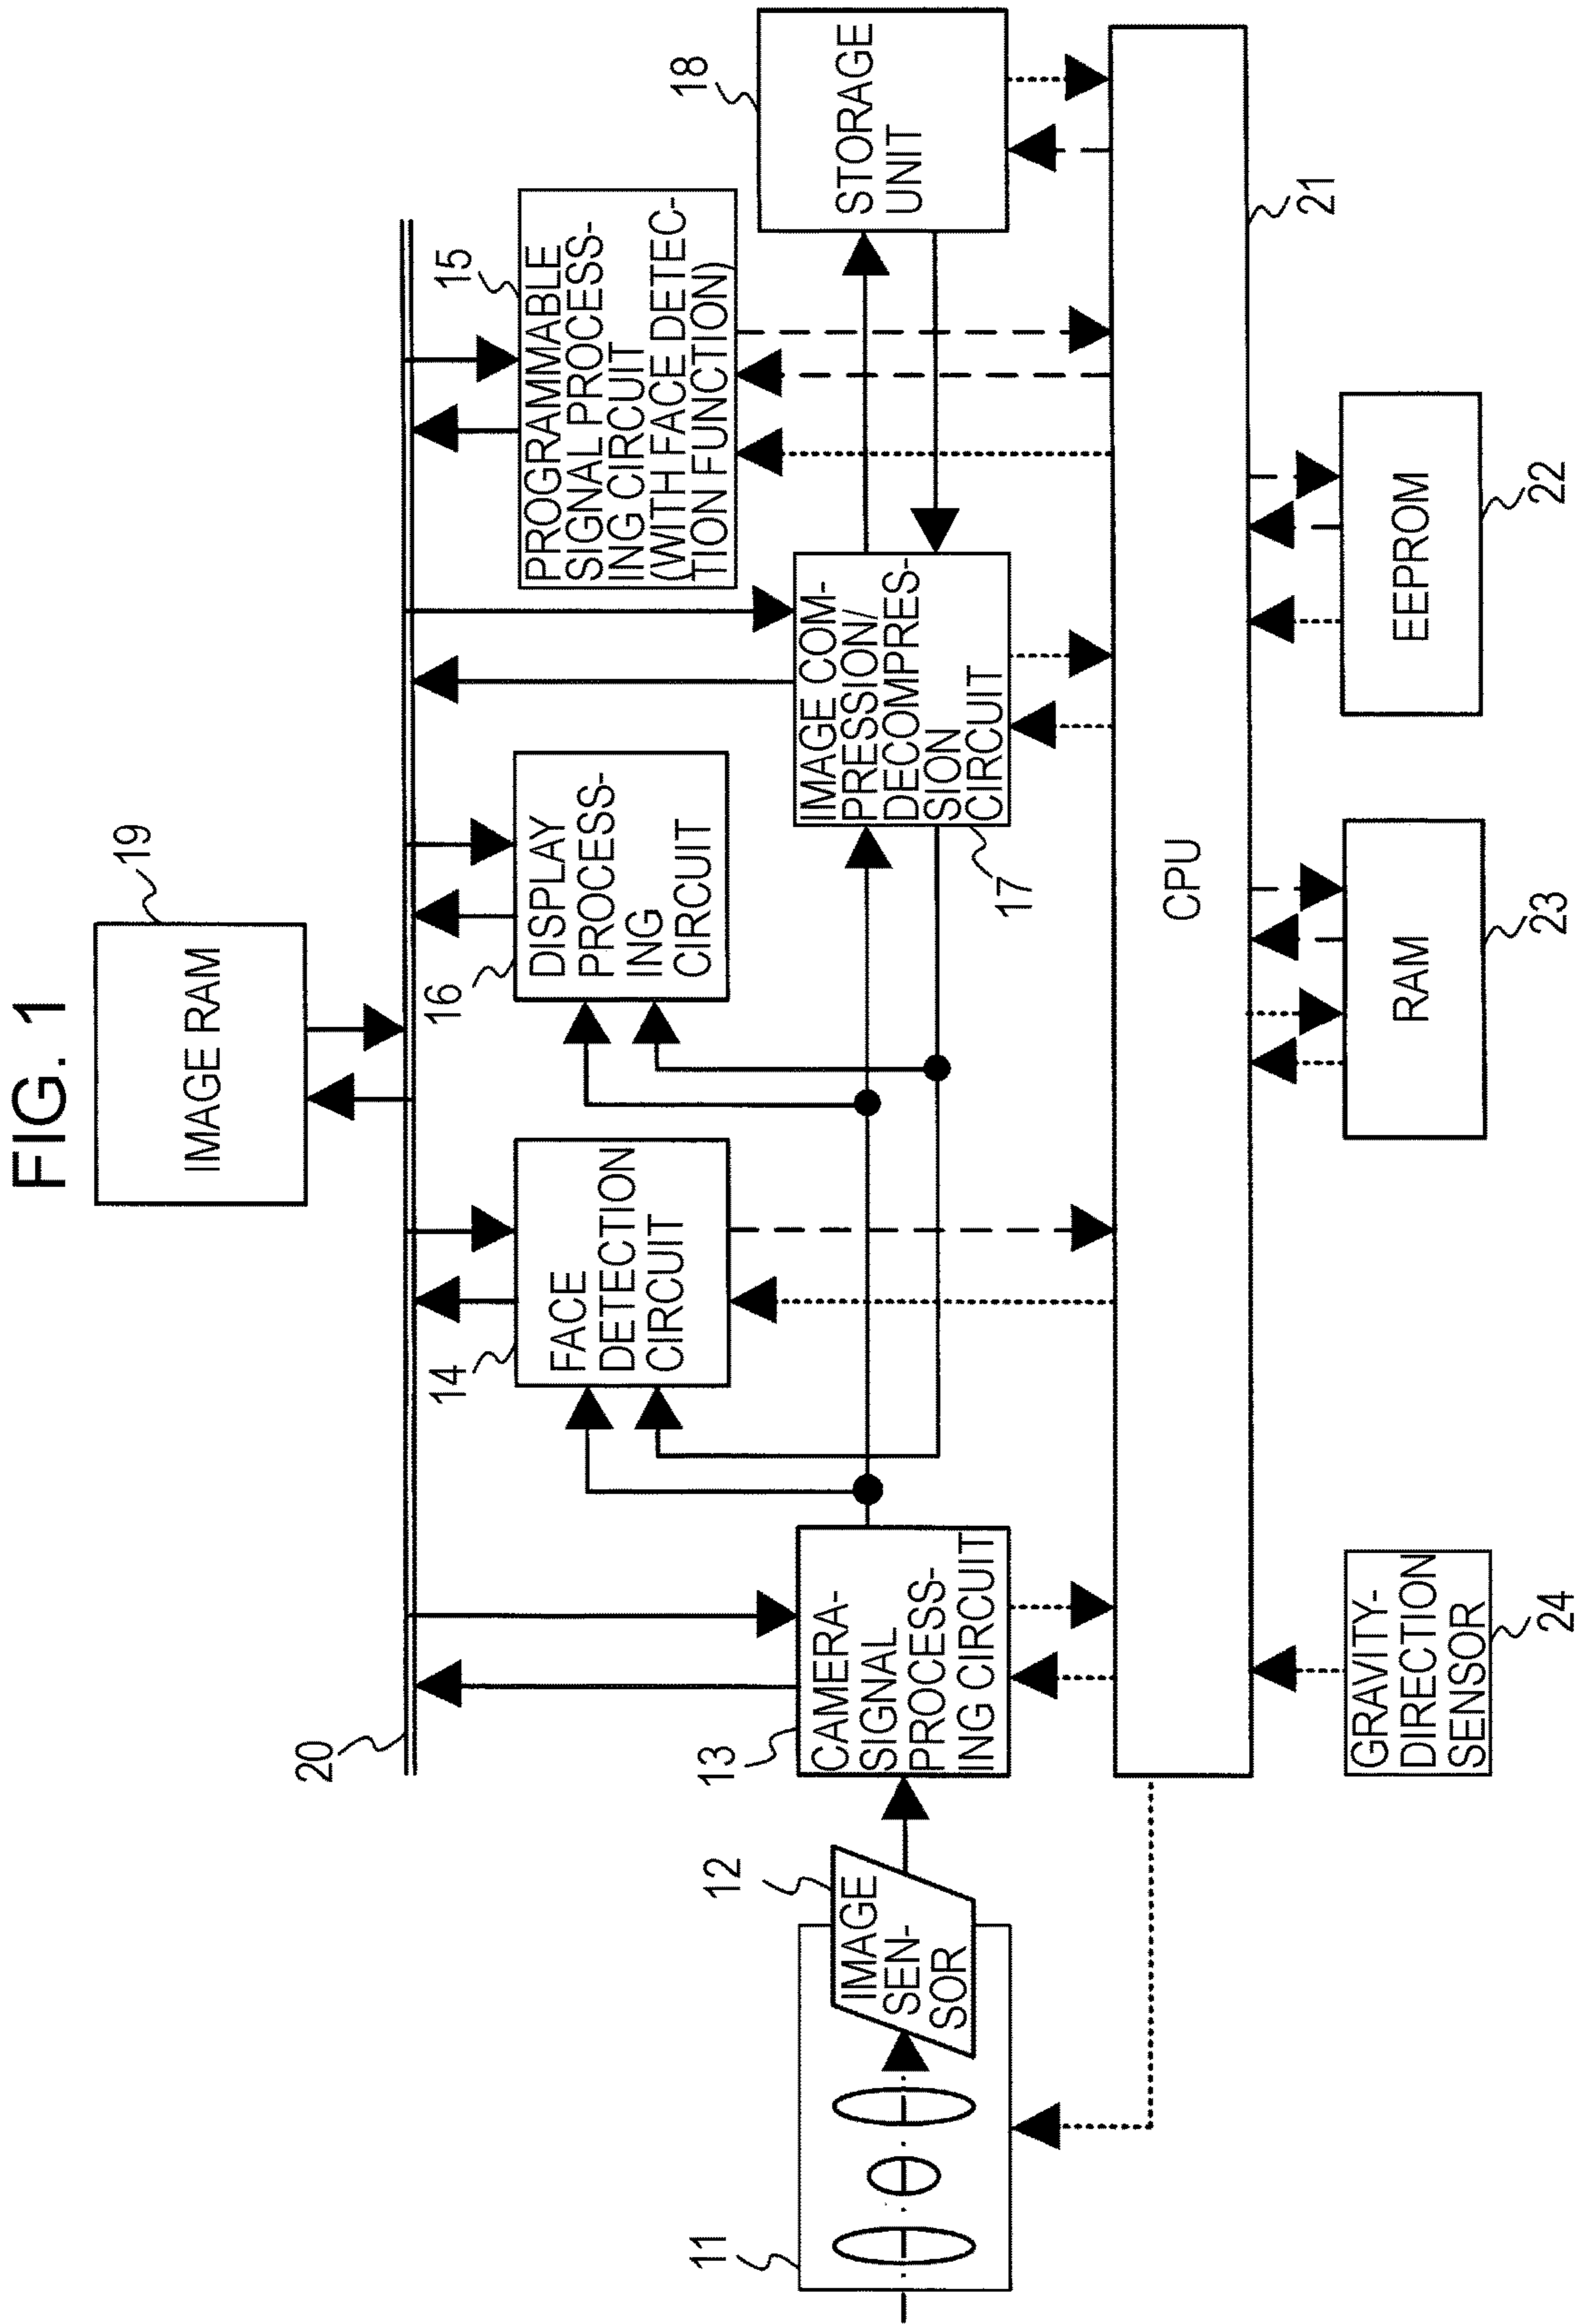 FIG. 1
19
IMAGE RAM
20
14
FACE
DETECTION
CIRCUIT
16
DISPLAY
PROCESS-
ING
CIRCUIT
15
PROGRAMMABLE
SIGNAL PROCESS-
ING CIRCUIT
(WITH FACE DETEC-
TION FUNCTION)
11
12
IMAGE
SEN-
SOR
13
CAMERA-
SIGNAL
PROCESS-
ING CIRCUIT
IMAGE COM-
PRESSION/
DECOMPRES-
SION
CIRCUIT
17
18
STORAGE
UNIT
CPU
21
GRAVITY-
DIRECTION
SENSOR
24
RAM
23
EEPROM
22